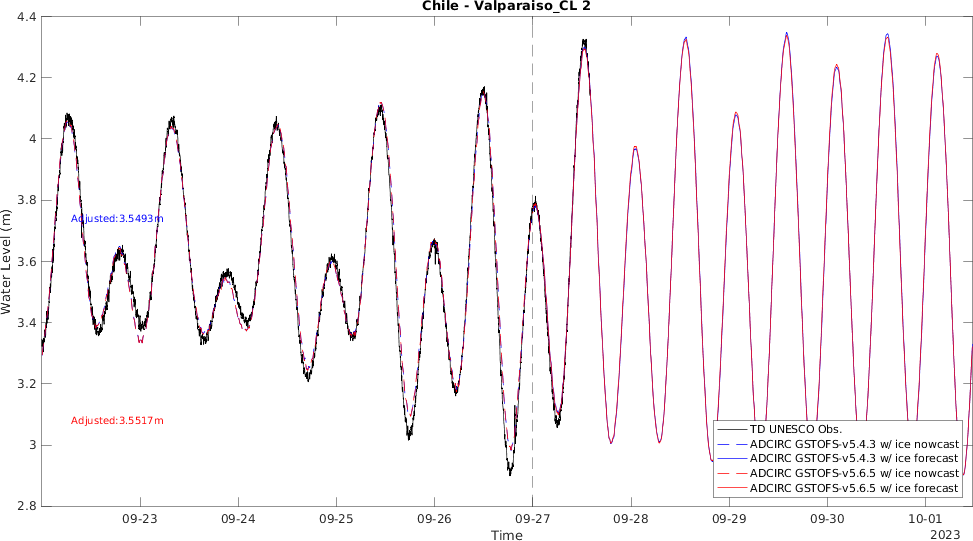 Chile - Valparaiso_CL 2
4.4
4.2
4
3.8
3.6
3.4
3.2
3
2.8
Water Level (m)
Adjusted:3.5493m
Adjusted:3.5517m
TD UNESCO Obs.
ADCIRC GSTOFS-v5.4.3 w/ ice nowcast
ADCIRC GSTOFS-v5.4.3 w/ ice forecast
ADCIRC GSTOFS-v5.6.5 w/ ice nowcast
ADCIRC GSTOFS-v5.6.5 w/ ice forecast
09-23 09-24 09-25 09-26 09-27 09-28 09-29 09-30 10-01
Time
2023